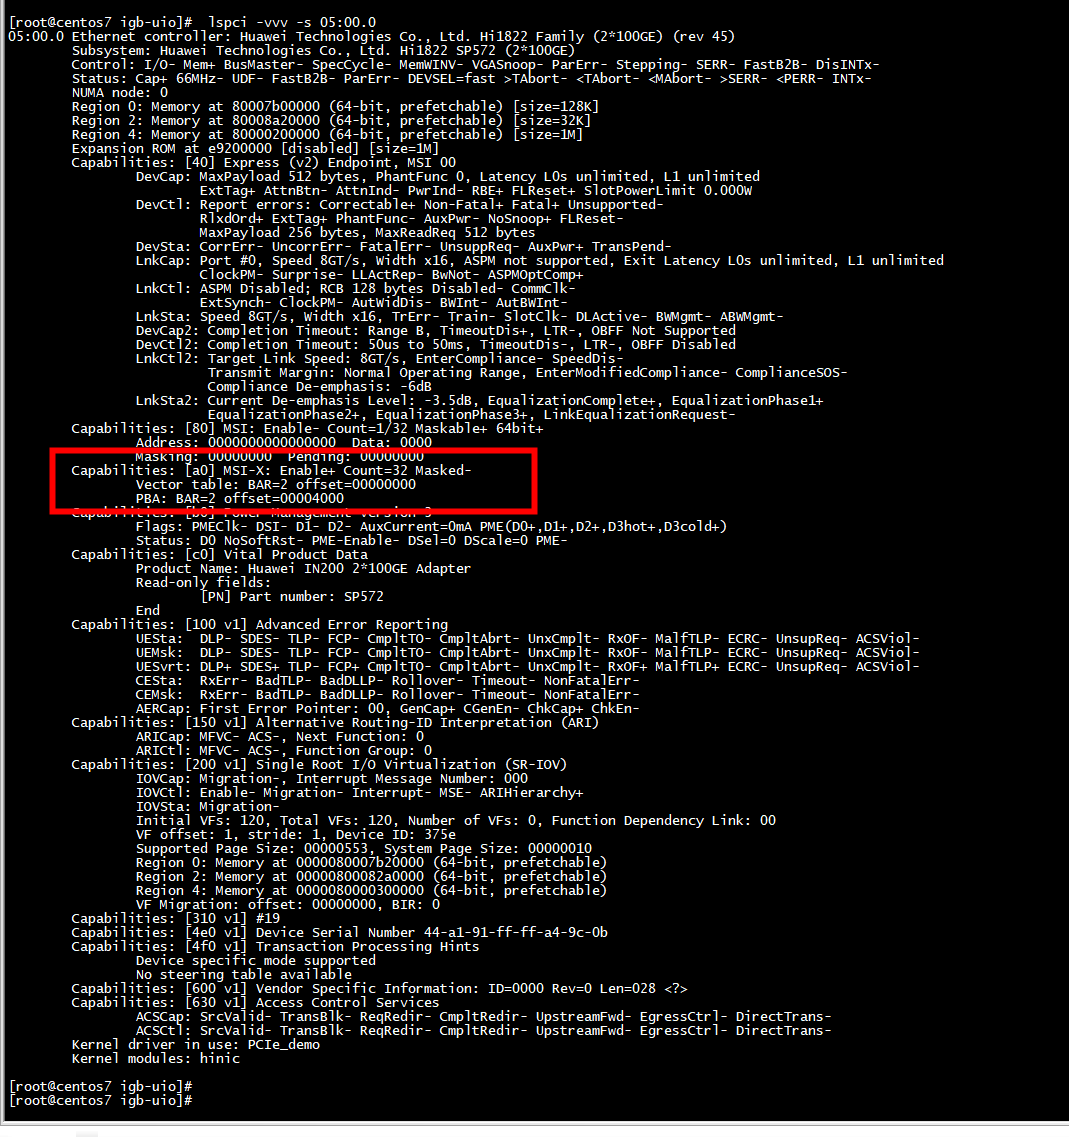 [root@centos7 igb-uio]#  lspci -vvv -s 05:00.0
05:00.0 Ethernet controller: Huawei Technologies Co., Ltd. Hi1822 Family (2*100GE) (rev 45)
Subsystem: Huawei Technologies Co., Ltd. Hi1822 SP572 (2*100GE)
Control: I/O- Mem+ BusMaster- SpecCycle- MemWINV- VGASnoop- ParErr- Stepping- SERR- FastB2B- DisINTx-
Status: Cap+ 66MHz- UDF- FastB2B- ParErr- DEVSEL=fast >TAbort- <TAbort- <MAbort- >SERR- <PERR- INTx-
NUMA node: 0
Region 0: Memory at 80007b00000 (64-bit, prefetchable) [size=128K]
Region 2: Memory at 80008a20000 (64-bit, prefetchable) [size=32K]
Region 4: Memory at 80000200000 (64-bit, prefetchable) [size=1M]
Expansion ROM at e9200000 [disabled] [size=1M]
Capabilities: [40] Express (v2) Endpoint, MSI 00
DevCap: MaxPayload 512 bytes, PhantFunc 0, Latency L0s unlimited, L1 unlimited
ExtTag+ AttnBtn- AttnInd- PwrInd- RBE+ FLReset+ SlotPowerLimit 0.000W
DevCtl: Report errors: Correctable+ Non-Fatal+ Fatal+ Unsupported-
RlxdOrd+ ExtTag+ PhantFunc- AuxPwr- NoSnoop+ FLReset-
MaxPayload 256 bytes, MaxReadReq 512 bytes
DevSta: CorrErr- UncorrErr- FatalErr- UnsuppReq- AuxPwr+ TransPend-
LnkCap: Port #0, Speed 8GT/s, Width x16, ASPM not supported, Exit Latency L0s unlimited, L1 unlimited
ClockPM- Surprise- LLActRep- BwNot- ASPMOptComp+
LnkCtl: ASPM Disabled; RCB 128 bytes Disabled- CommClk-
ExtSynch- ClockPM- AutWidDis- BWInt- AutBWInt-
LnkSta: Speed 8GT/s, Width x16, TrErr- Train- SlotClk- DLActive- BWMgmt- ABWMgmt-
DevCap2: Completion Timeout: Range B, TimeoutDis+, LTR-, OBFF Not Supported
DevCtl2: Completion Timeout: 50us to 50ms, TimeoutDis-, LTR-, OBFF Disabled
LnkCtl2: Target Link Speed: 8GT/s, EnterCompliance- SpeedDis-
Transmit Margin: Normal Operating Range, EnterModifiedCompliance- ComplianceSOS-
Compliance De-emphasis: -6dB
LnkSta2: Current De-emphasis Level: -3.5dB, EqualizationComplete+, EqualizationPhase1+
EqualizationPhase2+, EqualizationPhase3+, LinkEqualizationRequest-
Capabilities: [80] MSI: Enable- Count=1/32 Maskable+ 64bit+
Address: 0000000000000000  Data: 0000
Masking: 00000000  Pending: 00000000
Capabilities: [a0] MSI-X: Enable+ Count=32 Masked-
Vector table: BAR=2 offset=00000000
PBA: BAR=2 offset=00004000
Capabilities: [b0] Power Management version 3
Flags: PMEClk- DSI- D1- D2- AuxCurrent=0mA PME(D0+,D1+,D2+,D3hot+,D3cold+)
Status: D0 NoSoftRst- PME-Enable- DSel=0 DScale=0 PME-
Capabilities: [c0] Vital Product Data
Product Name: Huawei IN200 2*100GE Adapter
Read-only fields:
[PN] Part number: SP572
End
Capabilities: [100 v1] Advanced Error Reporting
UESta:  DLP- SDES- TLP- FCP- CmpltTO- CmpltAbrt- UnxCmplt- RxOF- MalfTLP- ECRC- UnsupReq- ACSViol-
UEMsk:  DLP- SDES- TLP- FCP- CmpltTO- CmpltAbrt- UnxCmplt- RxOF- MalfTLP- ECRC- UnsupReq- ACSViol-
UESvrt: DLP+ SDES+ TLP- FCP+ CmpltTO- CmpltAbrt- UnxCmplt- RxOF+ MalfTLP+ ECRC- UnsupReq- ACSViol-
CESta:  RxErr- BadTLP- BadDLLP- Rollover- Timeout- NonFatalErr-
CEMsk:  RxErr- BadTLP- BadDLLP- Rollover- Timeout- NonFatalErr-
AERCap: First Error Pointer: 00, GenCap+ CGenEn- ChkCap+ ChkEn-
Capabilities: [150 v1] Alternative Routing-ID Interpretation (ARI)
ARICap: MFVC- ACS-, Next Function: 0
ARICtl: MFVC- ACS-, Function Group: 0
Capabilities: [200 v1] Single Root I/O Virtualization (SR-IOV)
IOVCap: Migration-, Interrupt Message Number: 000
IOVCtl: Enable- Migration- Interrupt- MSE- ARIHierarchy+
IOVSta: Migration-
Initial VFs: 120, Total VFs: 120, Number of VFs: 0, Function Dependency Link: 00
VF offset: 1, stride: 1, Device ID: 375e
Supported Page Size: 00000553, System Page Size: 00000010
Region 0: Memory at 0000080007b20000 (64-bit, prefetchable)
Region 2: Memory at 00000800082a0000 (64-bit, prefetchable)
Region 4: Memory at 0000080000300000 (64-bit, prefetchable)
VF Migration: offset: 00000000, BIR: 0
Capabilities: [310 v1] #19
Capabilities: [4e0 v1] Device Serial Number 44-a1-91-ff-ff-a4-9c-0b
Capabilities: [4f0 v1] Transaction Processing Hints
Device specific mode supported
No steering table available
Capabilities: [600 v1] Vendor Specific Information: ID=0000 Rev=0 Len=028 <?>
Capabilities: [630 v1] Access Control Services
ACSCap: SrcValid- TransBlk- ReqRedir- CmpltRedir- UpstreamFwd- EgressCtrl- DirectTrans-
ACSCtl: SrcValid- TransBlk- ReqRedir- CmpltRedir- UpstreamFwd- EgressCtrl- DirectTrans-
Kernel driver in use: PCIe_demo
Kernel modules: hinic
[root@centos7 igb-uio]#
[root@centos7 igb-uio]#